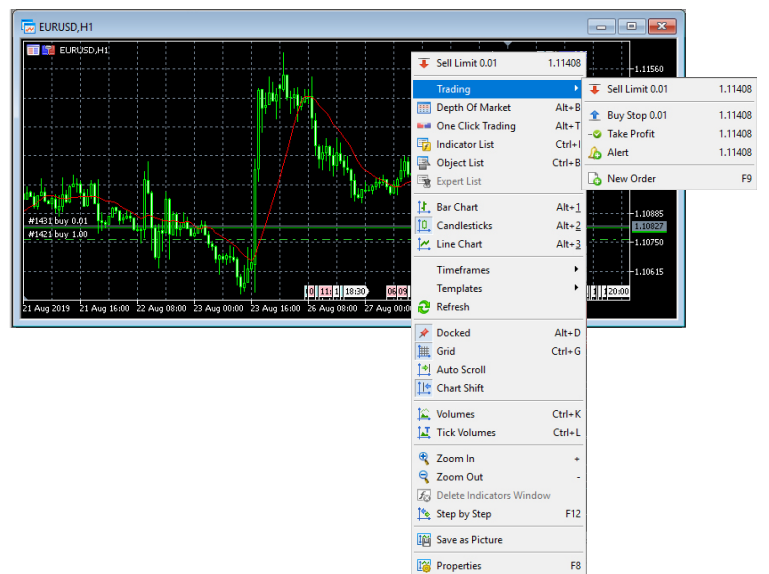 EURUSD,H1
EURUSD,H1
1.11560
1.10885
1.10827
1.10750
1.10615
#1431 buy 0.01
#1421 buy 1.00
18:30
20:00
21 Aug 2019 21 Aug 16:00 22 Aug 08:00 23 Aug 00:00 23 Aug 16:00 26 Aug 08:00 27 Aug 00:0
Sell Limit 0.01 1.11408
Trading
Depth Of Market Alt+B
One Click Trading Alt+T
Indicator List Ctrl+I
Object List Ctrl+B
Expert List
Bar Chart Alt+1
Candlesticks Alt+2
Line Chart Alt+3
Timeframes
Templates
Refresh
Docked Alt+D
Grid Ctrl+G
Auto Scroll
Chart Shift
Volumes Ctrl+K
Tick Volumes Ctrl+L
Zoom In +
Zoom Out -
Delete Indicators Window
Step by Step F12
Save as Picture
Properties F8
Sell Limit 0.01 1.11408
Buy Stop 0.01 1.11408
Take Profit 1.11408
Alert 1.11408
New Order F9